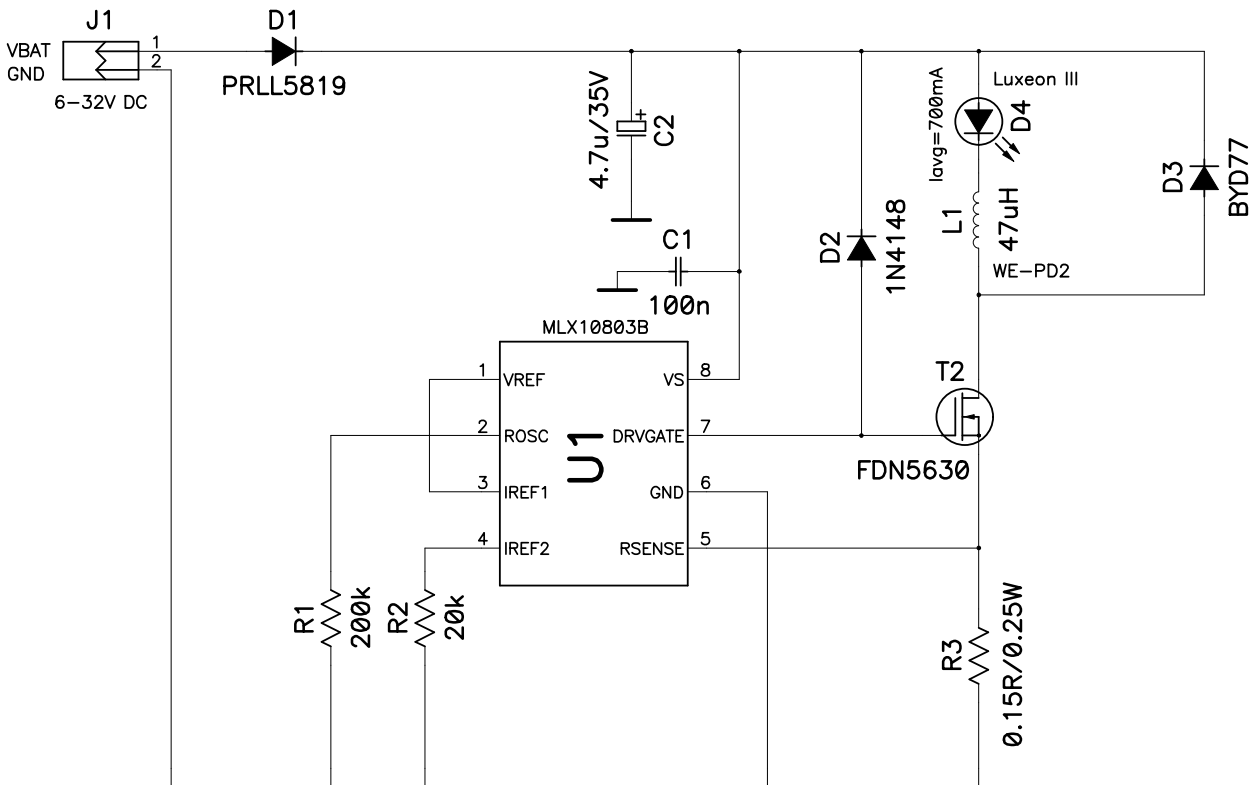 J1
VBAT
GND
1
2
6-32V DC
D1
PRLL5819
4.7u/35V
+
C2
C1
100n
D2
1N4148
Iavg=700mA
Luxeon III
D4
L1
47uH
WE-PD2
D3
BYD77
MLX10803B
U1
1
VREF
2
ROSC
3
IREF1
4
IREF2
VS
8
DRVGATE
7
GND
6
RSENSE
5
T2
FDN5630
R1
200k
R2
20k
R3
0.15R/0.25W